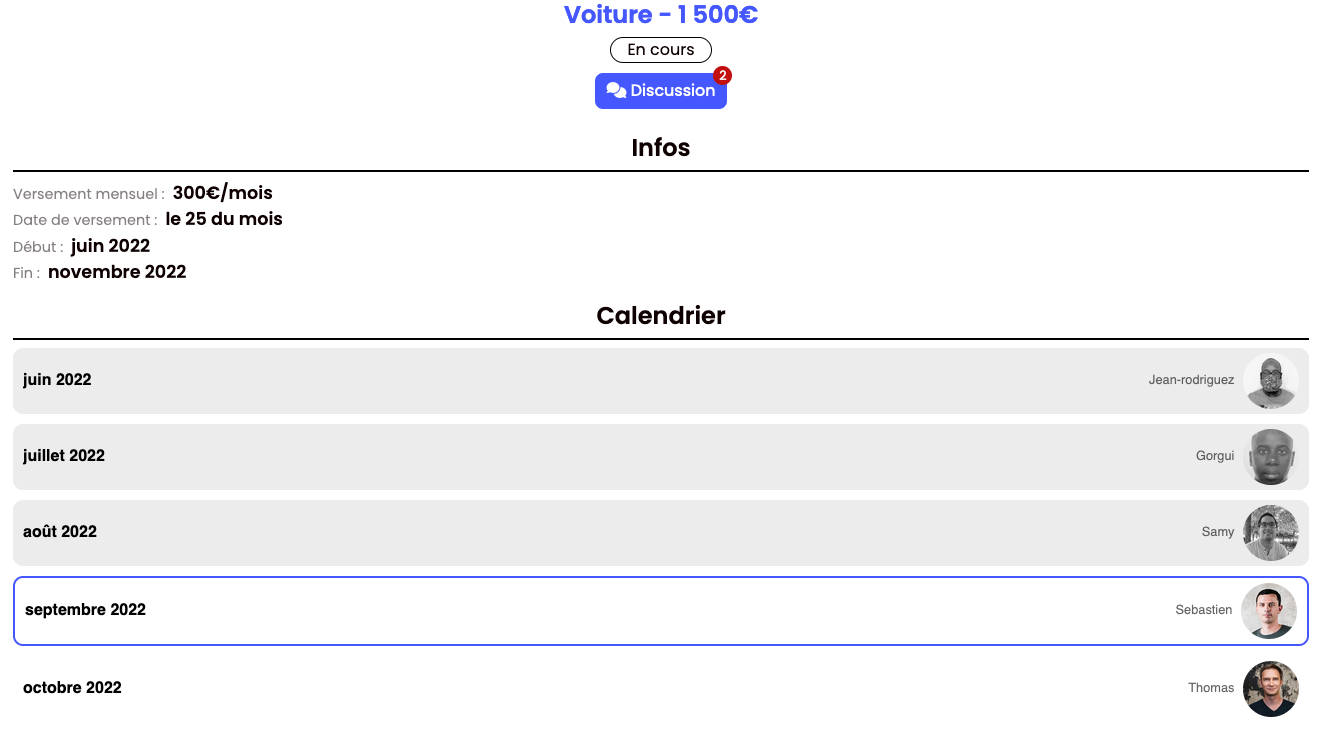 Voiture - 1 500€
En cours
2
Discussion
Infos
Versement mensuel : 300€/mois
Date de versement : le 25 du mois
Début : juin 2022
Fin : novembre 2022
Calendrier
juin 2022 Jean-rodriguez
juillet 2022 Gorgui
août 2022 Samy
septembre 2022 Sebastien
octobre 2022 Thomas